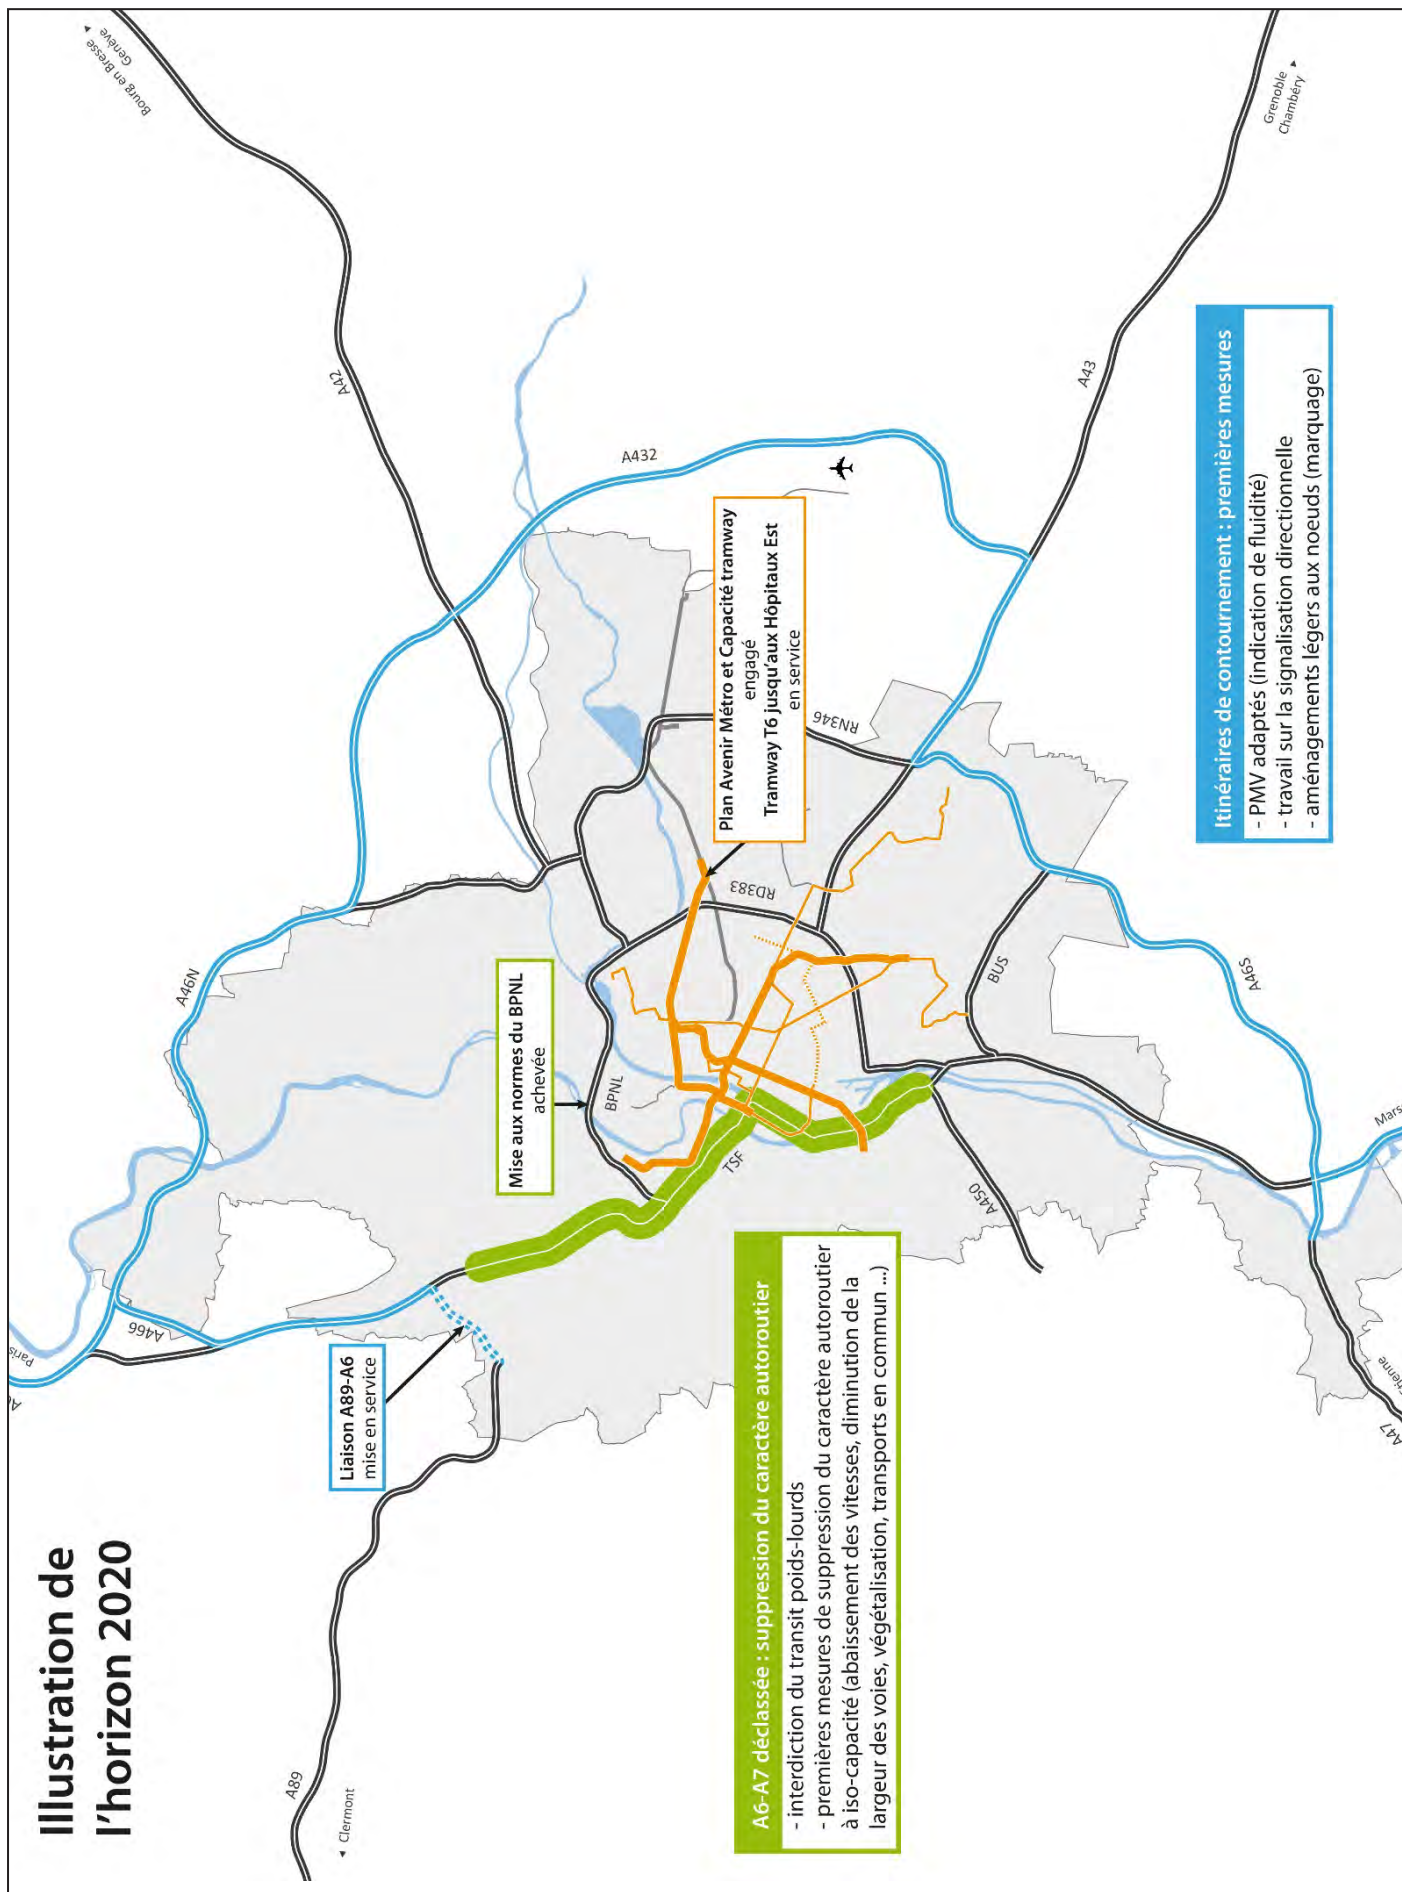 Illustration de
l'horizon 2020
A89
Clermont
Liaison A89-A6
mise en service
A466
Paris
A46N
Mise aux normes du BPNL
achevée
BPNL
TSF
A6-A7 déclassée : suppression du caractère autoroutier
- interdiction du transit poids-lourds
- premières mesures de suppression du caractère autoroutier
à iso-capacité (abaissement des vitesses, diminution de la
largeur des voies, végétalisation, transports en commun ...)
A450
A47
BUS
A46S
RD383
RN346
Plan Avenir Métro et Capacité tramway
engagé
Tramway T6 jusqu'aux Hôpitaux Est
en service
A432
A42
Bourg en Bresse
Genève
A43
Grenoble
Chambéry
Itinéraires de contournement : premières mesures
- PMV adaptés (indication de fluidité)
- travail sur la signalisation directionnelle
- aménagements légers aux noeuds (marquage)